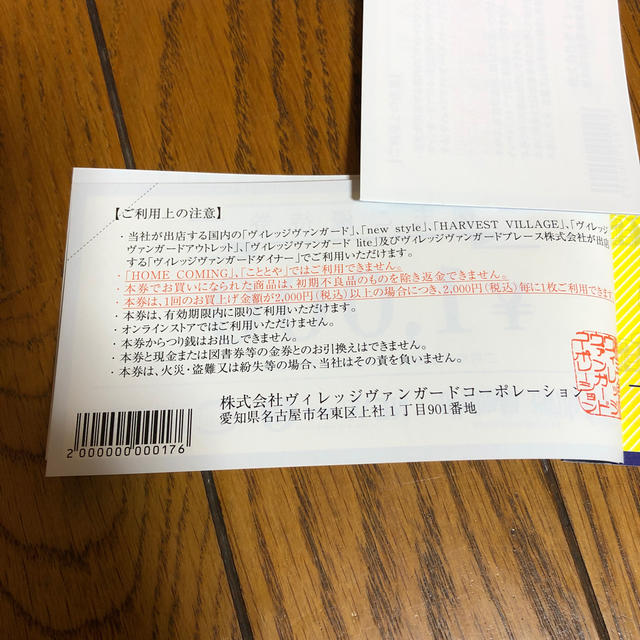 【ご利用上の注意】
・当社が出店する国内の「ヴィレッジヴァンガード」、「new style」、「HARVEST VILLAGE」、「ヴィレッジ
ヴァンガードアウトレット」、「ヴィレッジヴァンガード lite」及びヴィレッジヴァンガードプレース株式会社が出店
する「ヴィレッジヴァンガードダイナー」でご利用いただけます。
・「HOME COMING」、「こととや」ではご利用できません。
本券でお買いになられた商品は、初期不良品のものを除き返金できません。
・本券は、1回のお買上げ金額が2,000円(税込)以上の場合につき、2,000円(税込)毎に1枚ご利用できます
・本券は、有効期限内に限りご利用いただけます。
・オンラインストアではご利用いただけません。
・本券からつり銭はお出しできません。
・本券と現金または図書券等の金券とのお引換えはできません。
・本券は、火災・盗難又は紛失等の場合、当社はその責を負いません。
株式会社ヴィレッジヴァンガードコーポレーション
愛知県名古屋市名東区上社1丁目901番地
2 000000 000176